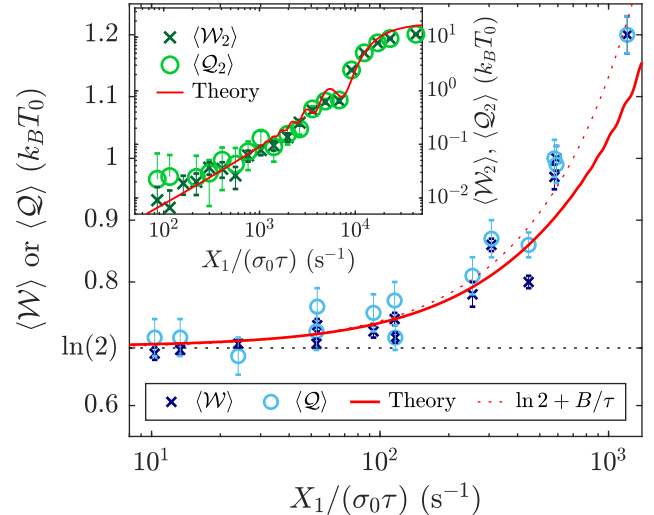 ⟨𝒲₂⟩
⟨𝒬₂⟩
Theory
10¹
10⁰
10⁻¹
10⁻²
⟨𝒲₂⟩, ⟨𝒬₂⟩ (k_BT₀)
10² 10³ 10⁴
X₁/(σ₀τ) (s⁻¹)
1.2
1.1
1
0.9
0.8
ln(2)
0.6
⟨𝒲⟩ or ⟨𝒬⟩ (k_BT₀)
⟨𝒲⟩ ⟨𝒬⟩ Theory ln 2 + B/τ
10¹ 10² 10³
X₁/(σ₀τ) (s⁻¹)